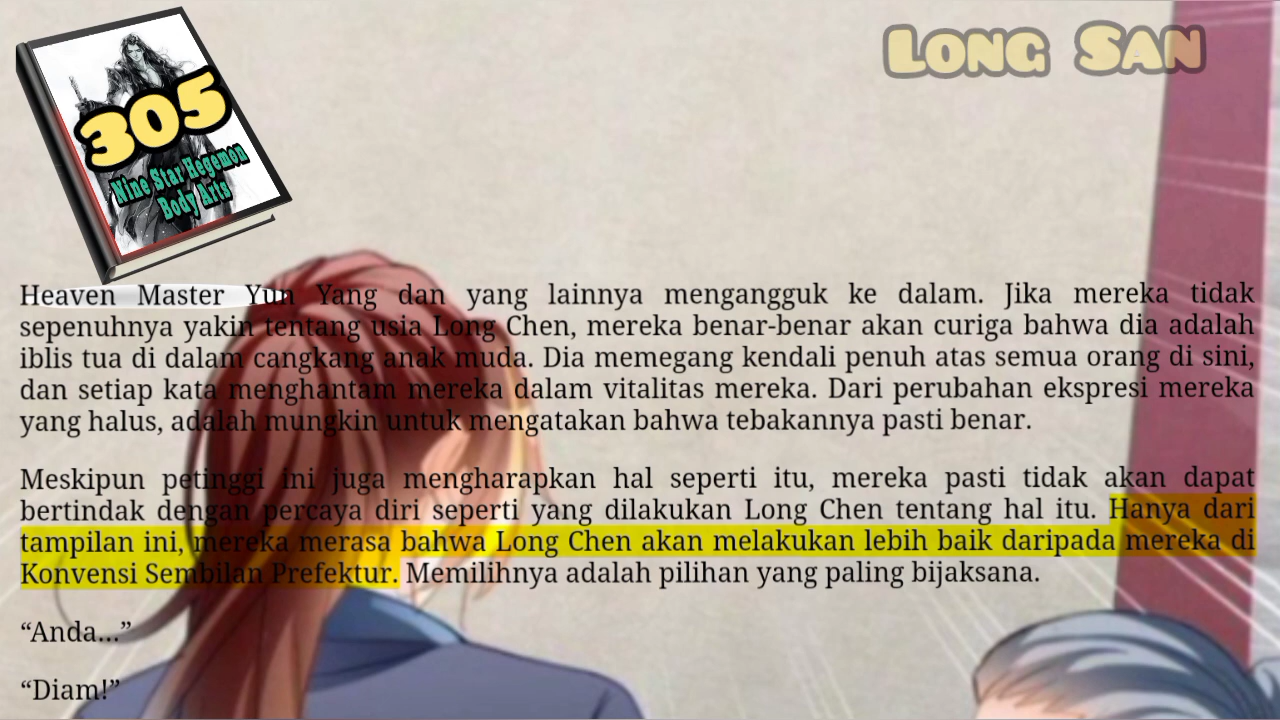 Long San
305
Nine Star Hegemon
Body Arts
Heaven Master Yun Yang dan yang lainnya mengangguk ke dalam. Jika mereka tidak
sepenuhnya yakin tentang usia Long Chen, mereka benar-benar akan curiga bahwa dia adalah
iblis tua di dalam cangkang anak muda. Dia memegang kendali penuh atas semua orang di sini,
dan setiap kata menghantam mereka dalam vitalitas mereka. Dari perubahan ekspresi mereka
yang halus, adalah mungkin untuk mengatakan bahwa tebakannya pasti benar.
Meskipun petinggi ini juga mengharapkan hal seperti itu, mereka pasti tidak akan dapat
bertindak dengan percaya diri seperti yang dilakukan Long Chen tentang hal itu. Hanya dari
tampilan ini, mereka merasa bahwa Long Chen akan melakukan lebih baik daripada mereka di
Konvensi Sembilan Prefektur. Memilihnya adalah pilihan yang paling bijaksana.
“Anda...”
“Diam!”